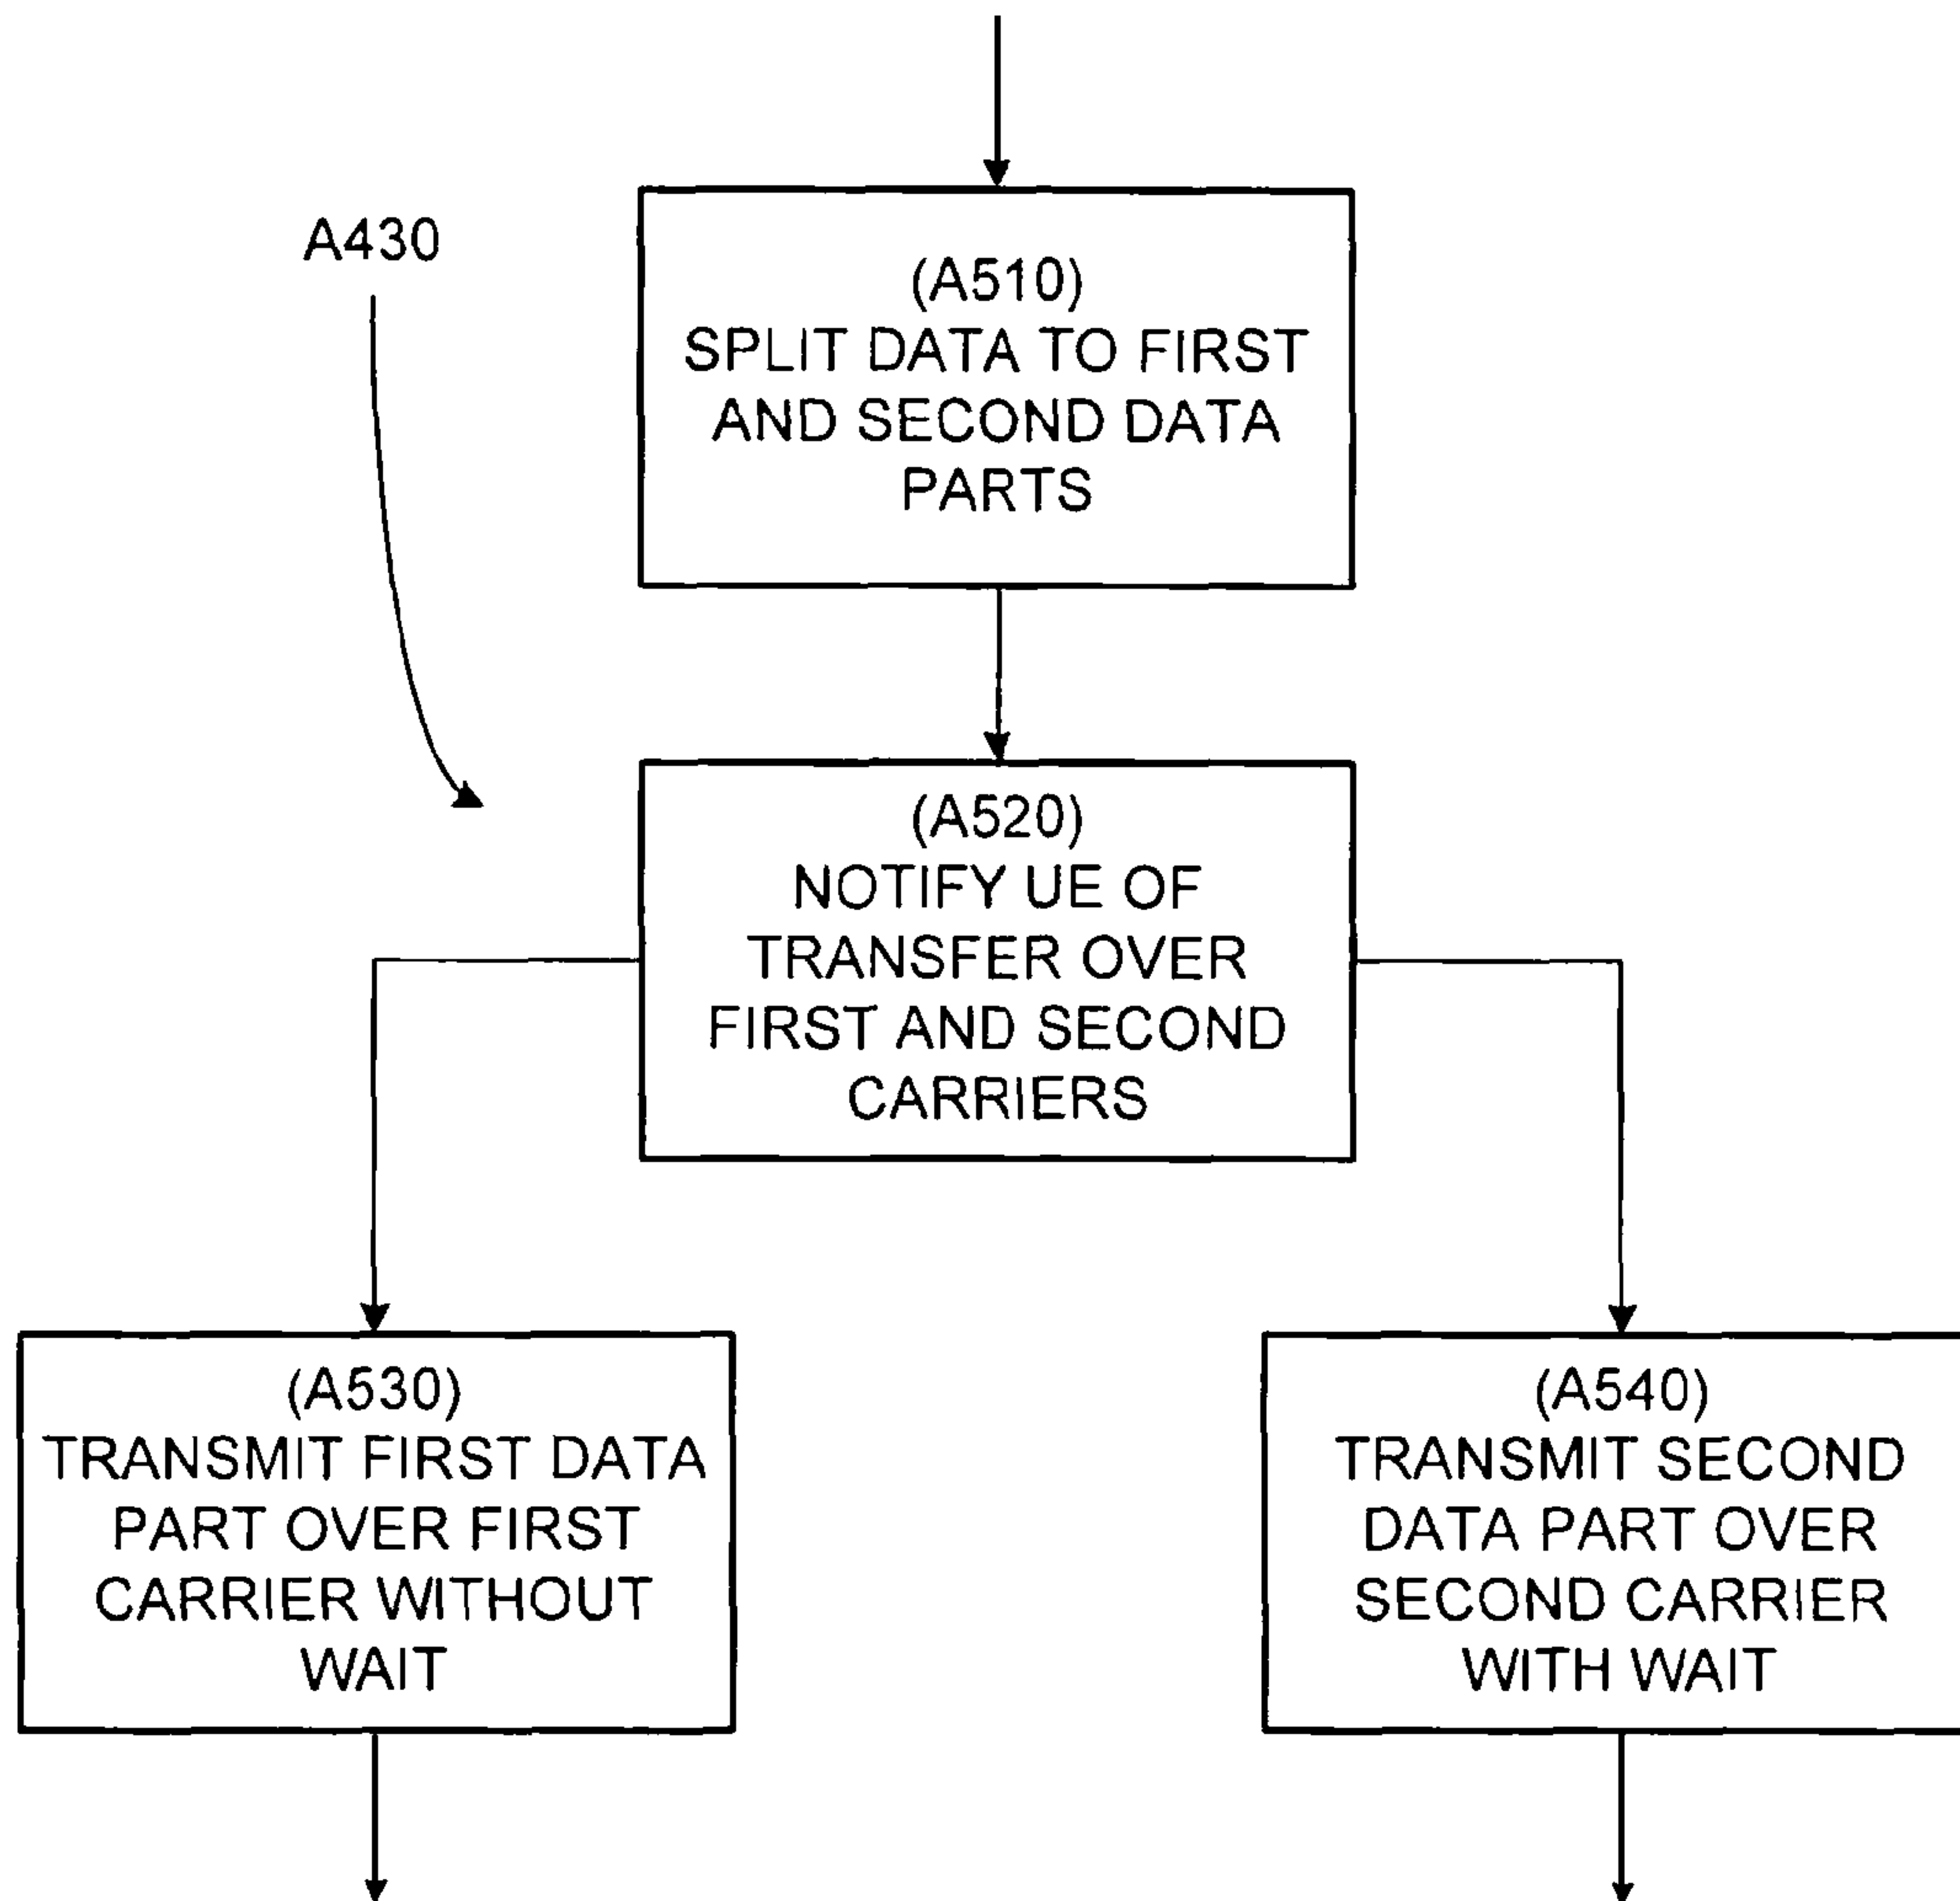 A430
(A510)
SPLIT DATA TO FIRST
AND SECOND DATA
PARTS
(A520)
NOTIFY UE OF
TRANSFER OVER
FIRST AND SECOND
CARRIERS
(A530)
TRANSMIT FIRST DATA
PART OVER FIRST
CARRIER WITHOUT
WAIT
(A540)
TRANSMIT SECOND
DATA PART OVER
SECOND CARRIER
WITH WAIT